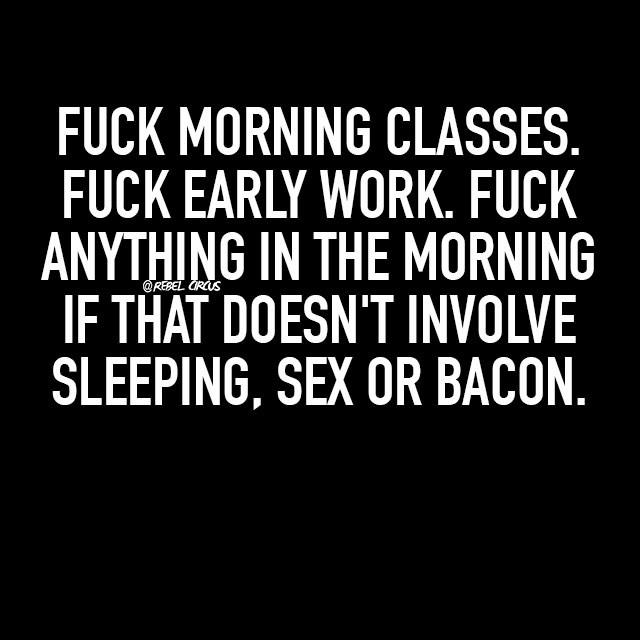 FUCK MORNING CLASSES.
FUCK EARLY WORK. FUCK
ANYTHING IN THE MORNING
@REBEL CIRCUS
IF THAT DOESN'T INVOLVE
SLEEPING, SEX OR BACON.